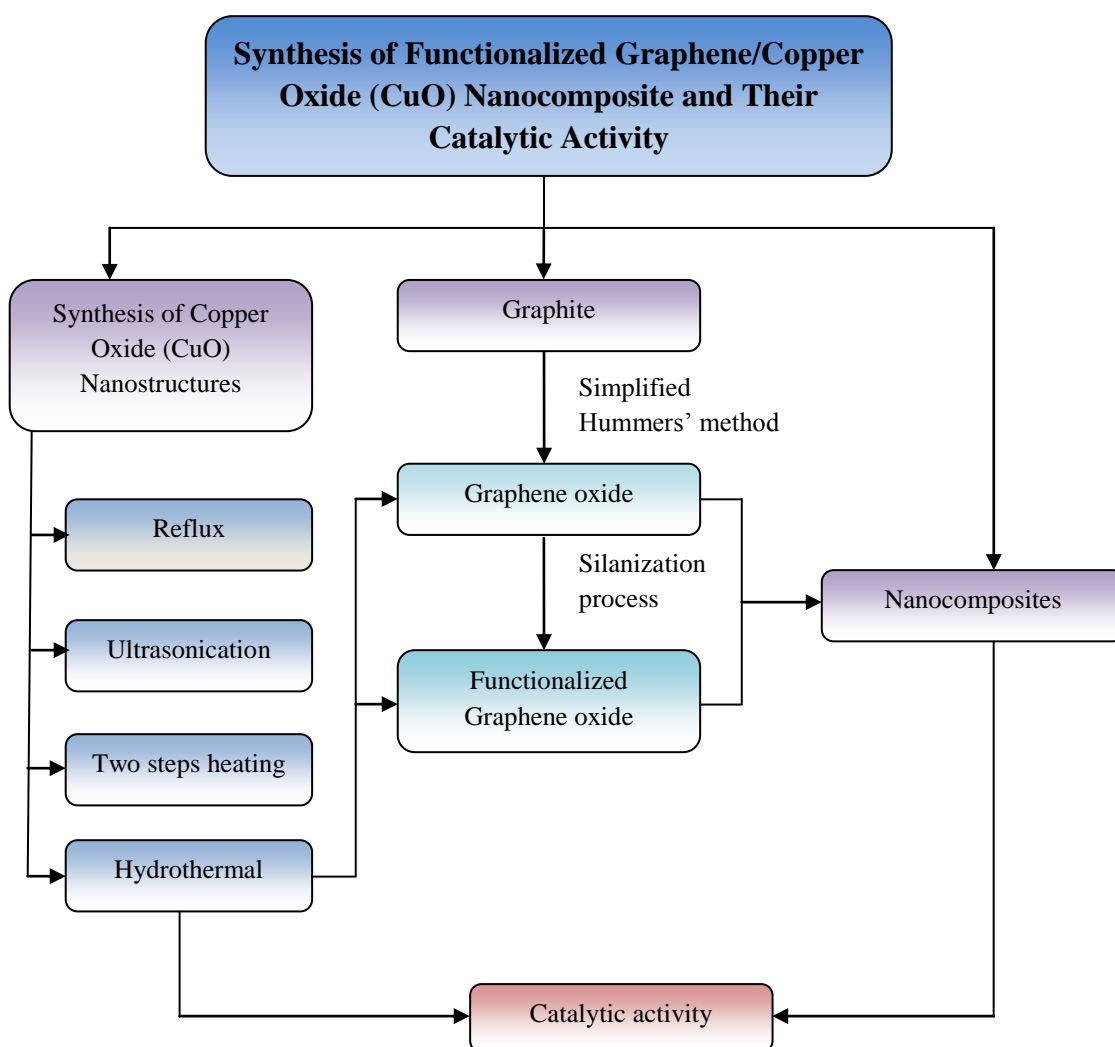 Synthesis of Functionalized Graphene/Copper
Oxide (CuO) Nanocomposite and Their
Catalytic Activity
Synthesis of Copper
Oxide (CuO)
Nanostructures
Graphite
Simplified
Hummers’ method
Graphene oxide
Reflux
Silanization
process
Nanocomposites
Ultrasonication
Functionalized
Graphene oxide
Two steps heating
Hydrothermal
Catalytic activity